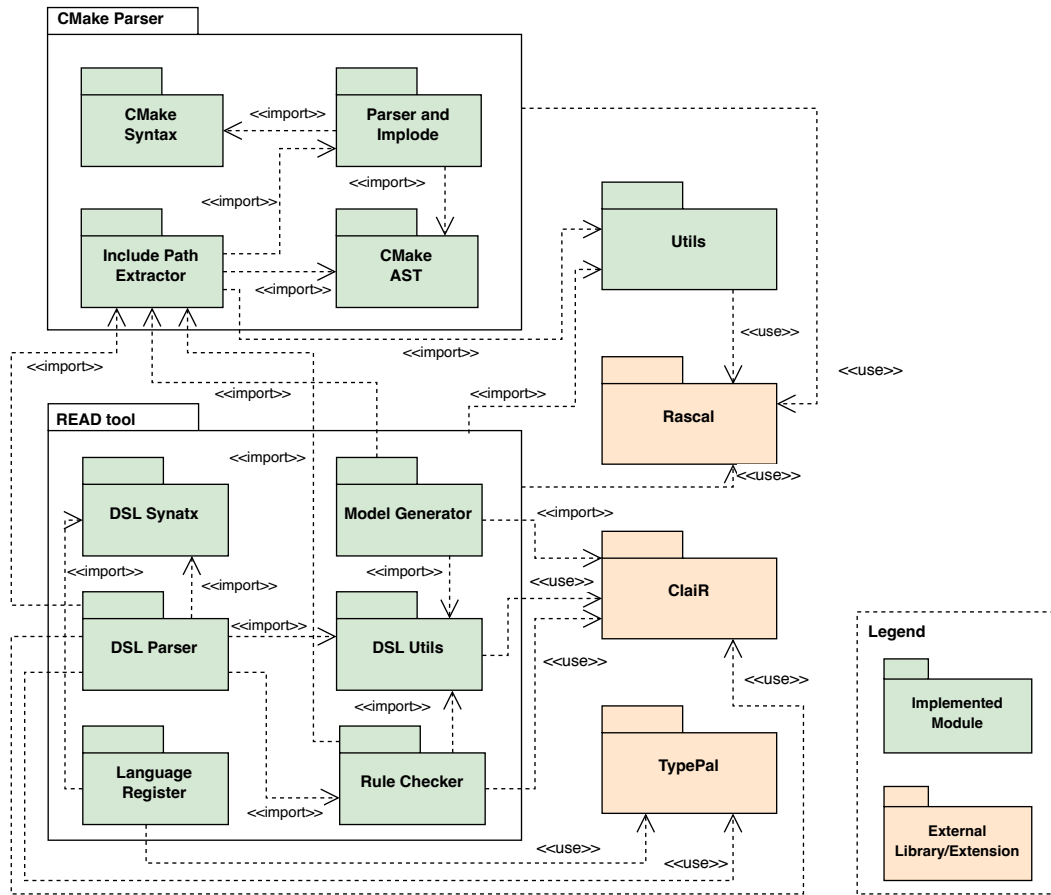 CMake Parser
CMake
Syntax
<<import>>
Parser and
Implode
<<import>>
<<import>>
Include Path
Extractor
<<import>>
CMake
AST
Utils
<<import>>
<<use>>
<<use>>
<<import>>
<<import>>
<<import>>
Rascal
READ tool
<<import>>
<<use>>
DSL Synatx
Model Generator
<<import>>
<<import>>
<<import>>
<<import>>
<<use>>
ClaiR
DSL Parser
<<import>>
DSL Utils
<<use>>
<<use>>
<<import>>
Language
Register
<<import>>
Rule Checker
TypePal
<<use>>
<<use>>
Legend
Implemented
Module
External
Library/Extension